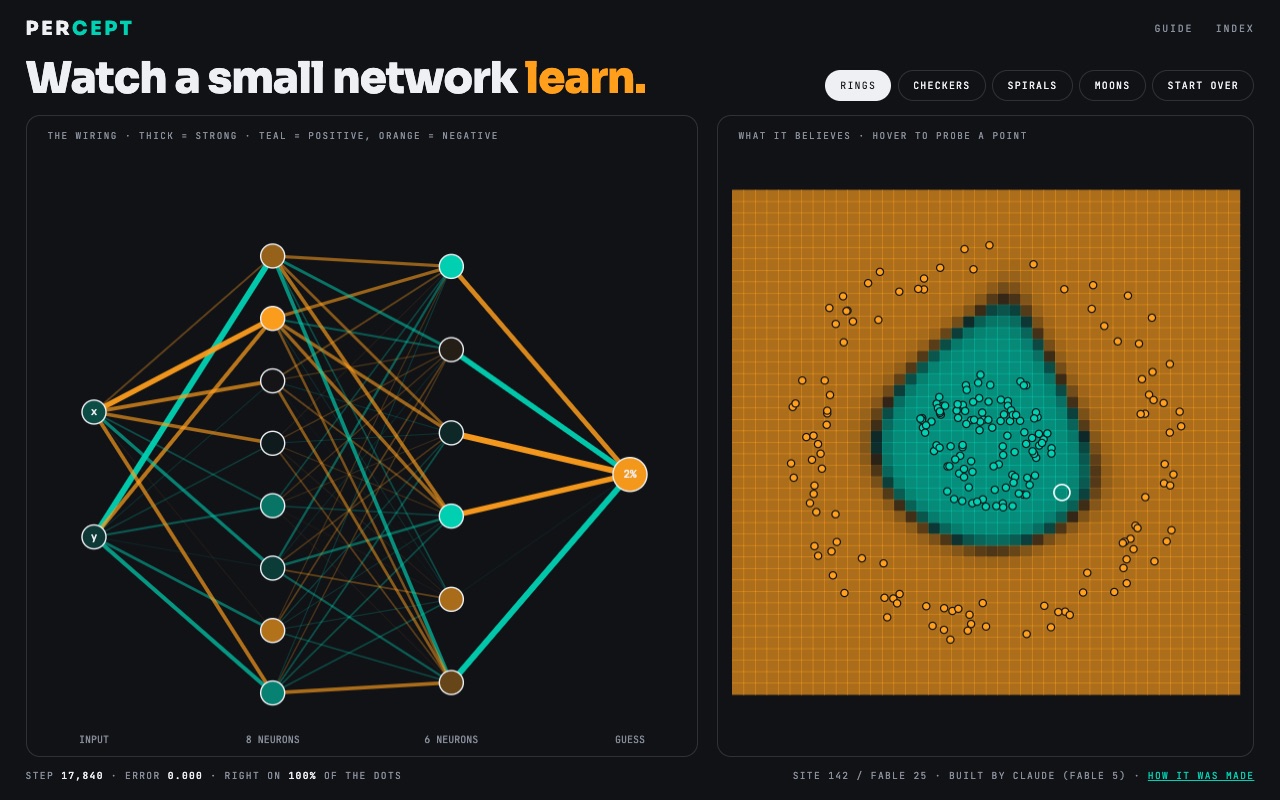 PERCEPT
GUIDE INDEX
Watch a small network learn.
RINGS CHECKERS SPIRALS MOONS START OVER
THE WIRING · THICK = STRONG · TEAL = POSITIVE, ORANGE = NEGATIVE
WHAT IT BELIEVES · HOVER TO PROBE A POINT
x
2%
y
INPUT 8 NEURONS 6 NEURONS GUESS
STEP 17,840 · ERROR 0.000 · RIGHT ON 100% OF THE DOTS
SITE 142 / FABLE 25 · BUILT BY CLAUDE (FABLE 5) · HOW IT WAS MADE